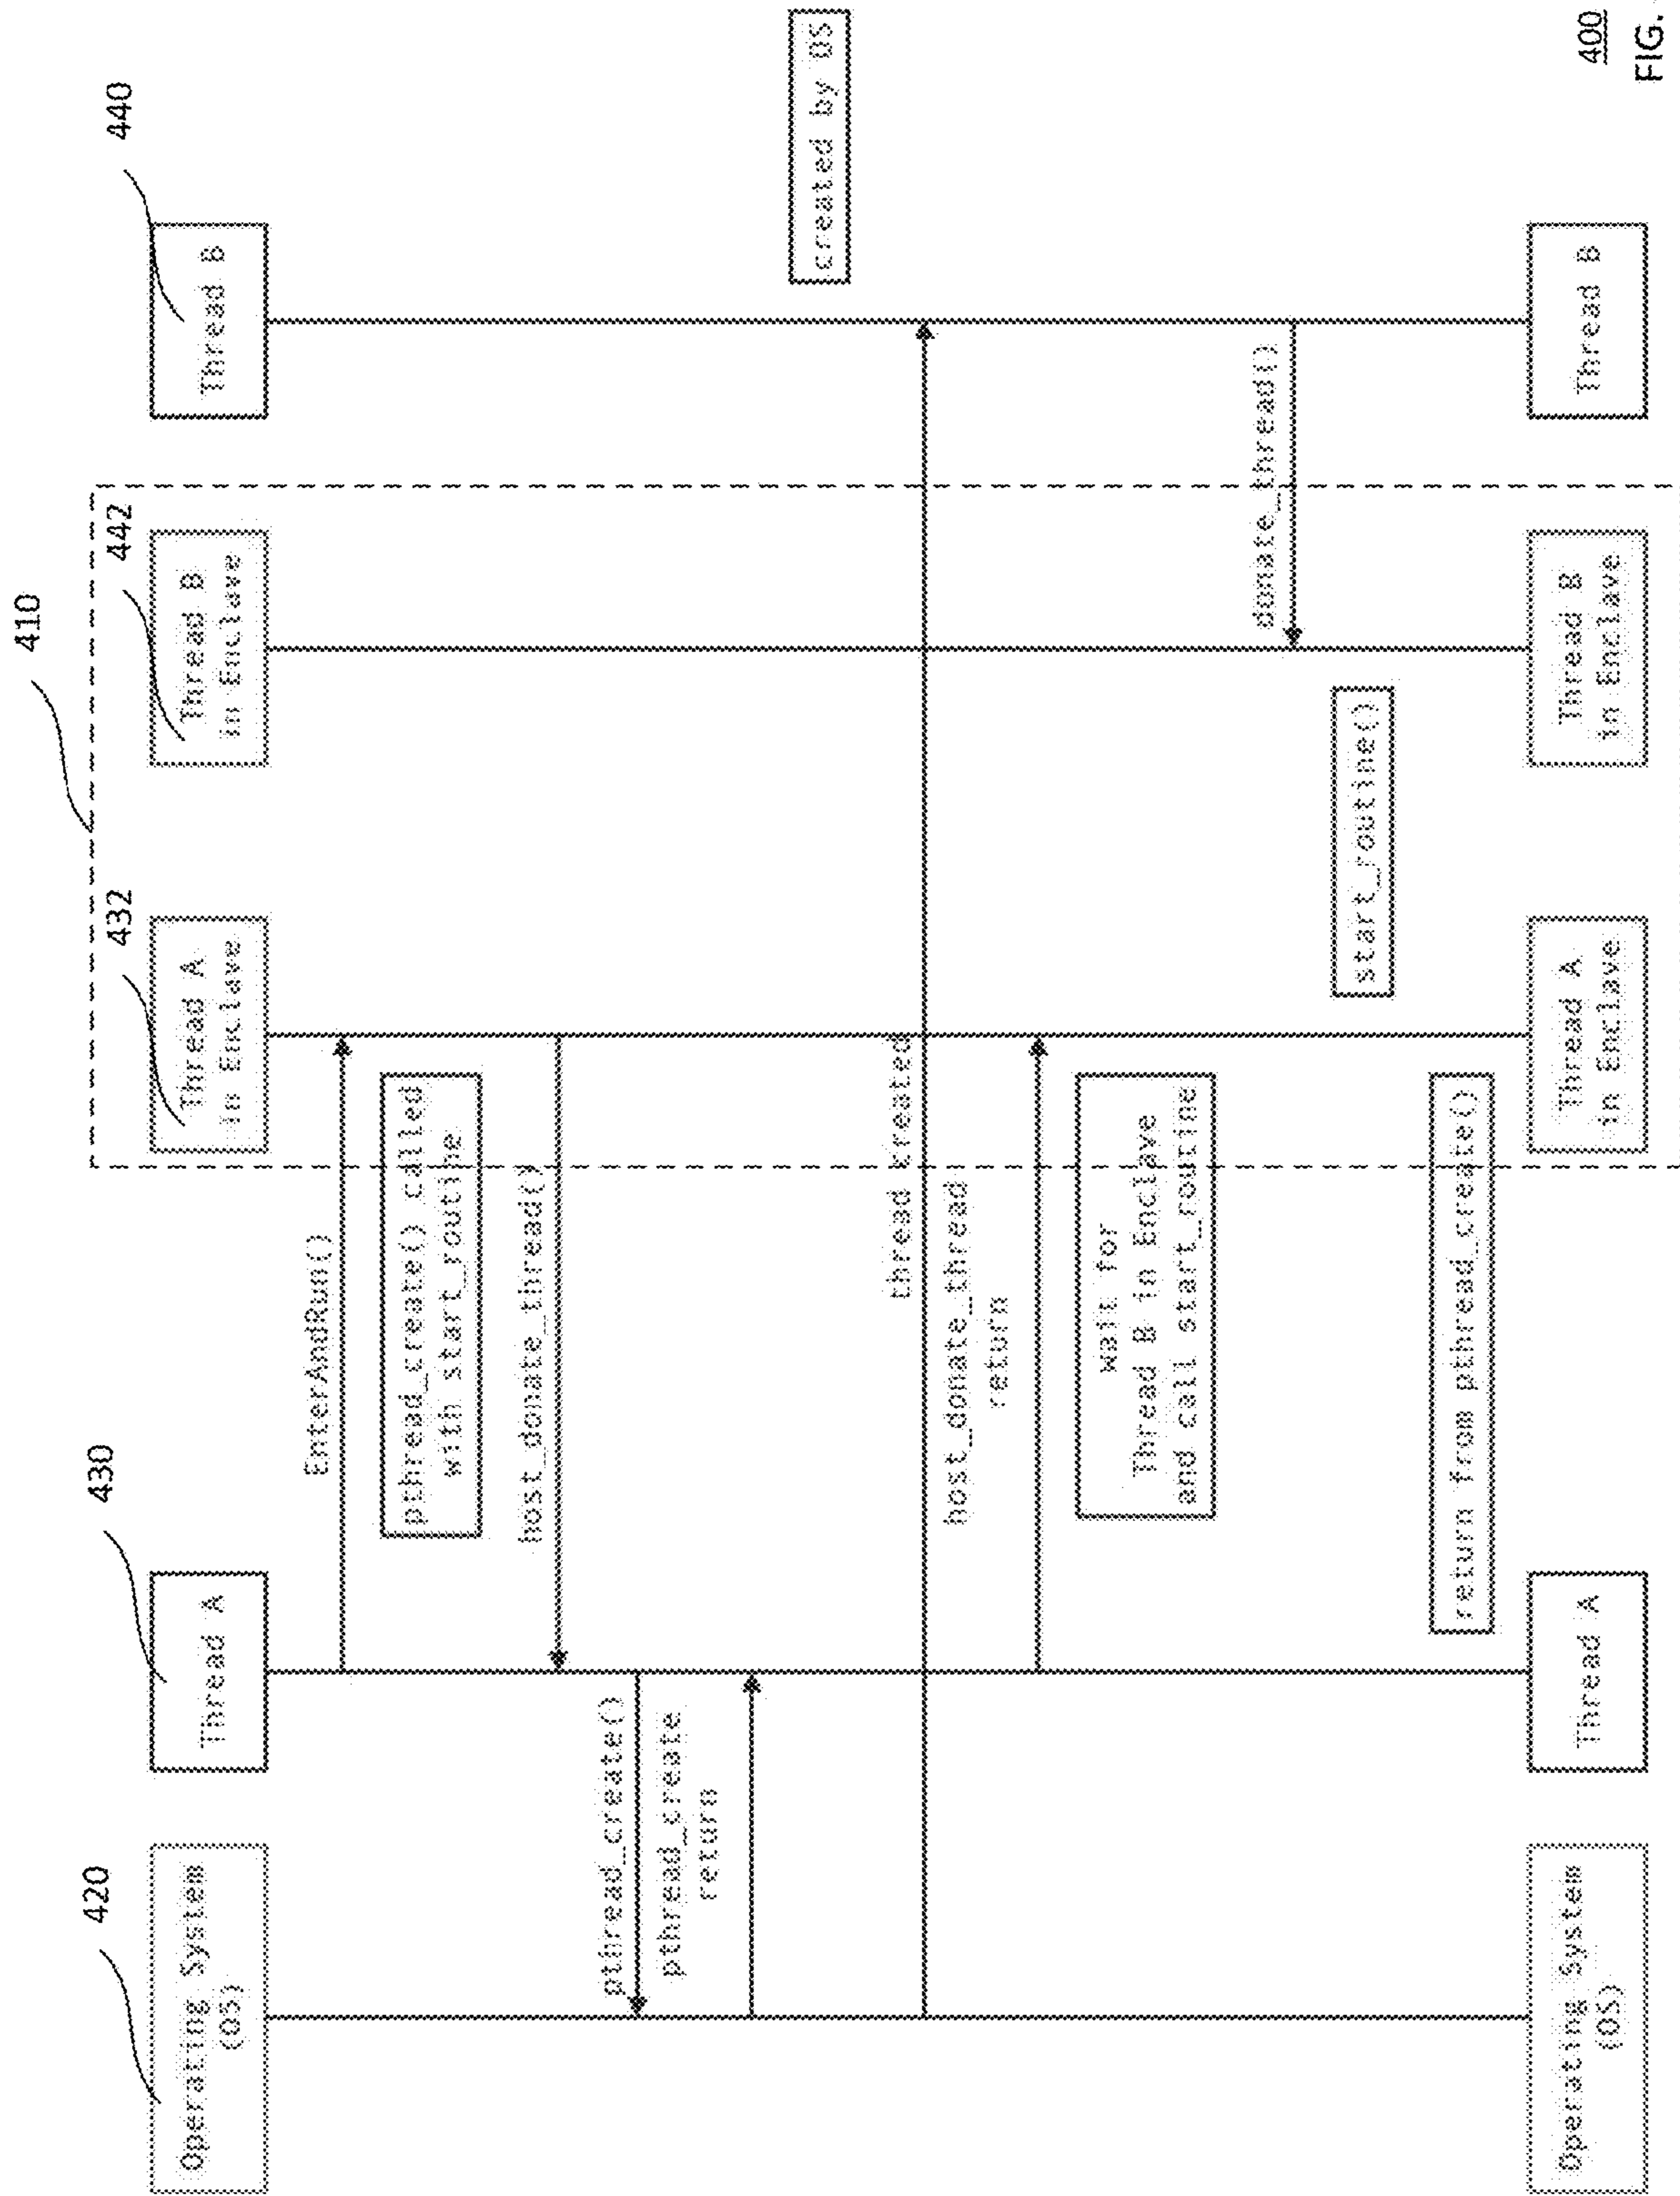 410
420
430
432
442
440
Operating System
(OS)
Thread A
Thread A
in Enclave
Thread B
in Enclave
Thread B
EnterAndRun()
pthread_create() called
with start_routine
host_donate_thread()
pthread_create()
pthread_create
return
created by OS
thread created
host_donate_thread
return
wait for
Thread B in Enclave
and call start_routine
donate_thread()
start_routine()
return from pthread_create()
Operating System
(OS)
Thread A
Thread A
in Enclave
Thread B
in Enclave
Thread B
400
FIG.